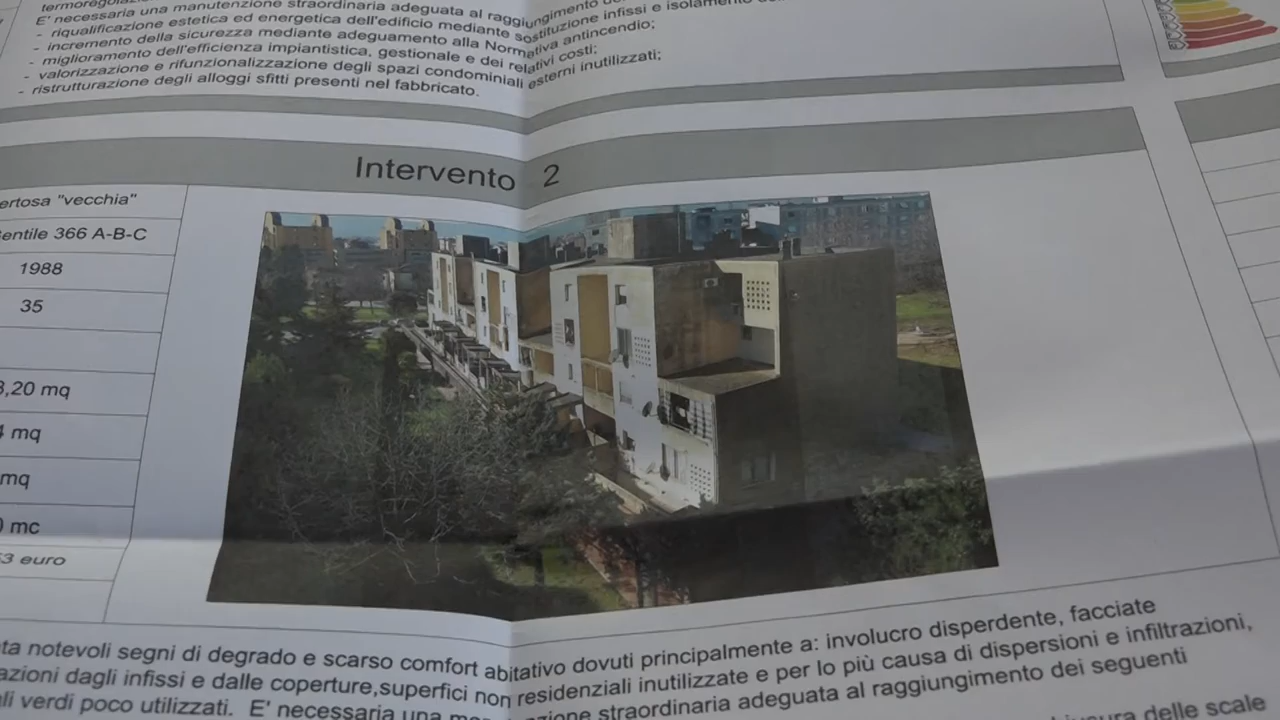 E' necessaria una manutenzione straordinaria adeguata al raggiungimento
- riqualificazione estetica ed energetica dell'edificio mediante sostituzione infissi e isolamento
- incremento della sicurezza mediante adeguamento alla Normativa antincendio;
- miglioramento dell'efficienza impiantistica, gestionale e dei relativi costi;
- valorizzazione e rifunzionalizzazione degli spazi condominiali esterni inutilizzati;
- ristrutturazione degli alloggi sfitti presenti nel fabbricato.
Intervento 2
ertosa "vecchia"
entile 366 A-B-C
1988
35
,20 mq
mq
mq
mc
3 euro
ta notevoli segni di degrado e scarso comfort abitativo dovuti principalmente a: involucro disperdente, facciate
azioni dagli infissi e dalle coperture,superfici non residenziali inutilizzate e per lo più causa di dispersioni e infiltrazioni,
li verdi poco utilizzati. E' necessaria una zione straordinaria adeguata al raggiungimento dei seguenti
delle scale